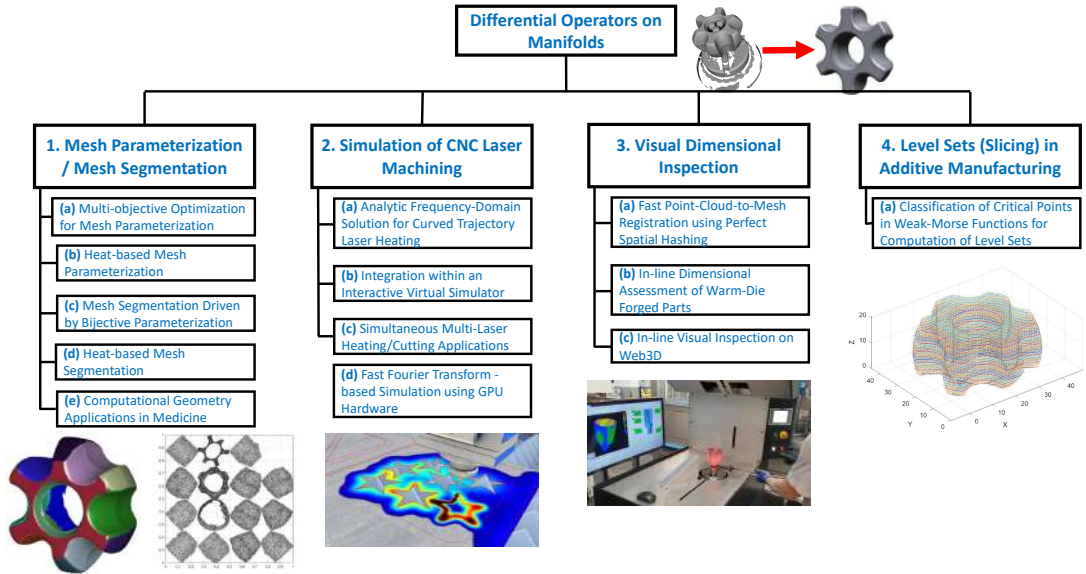 Differential Operators on
Manifolds
1. Mesh Parameterization
/ Mesh Segmentation
(a) Multi-objective Optimization
for Mesh Parameterization
(b) Heat-based Mesh
Parameterization
(c) Mesh Segmentation Driven
by Bijective Parameterization
(d) Heat-based Mesh
Segmentation
(e) Computational Geometry
Applications in Medicine
2. Simulation of CNC Laser
Machining
(a) Analytic Frequency-Domain
Solution for Curved Trajectory
Laser Heating
(b) Integration within an
Interactive Virtual Simulator
(c) Simultaneous Multi-Laser
Heating/Cutting Applications
(d) Fast Fourier Transform -
based Simulation using GPU
Hardware
3. Visual Dimensional
Inspection
(a) Fast Point-Cloud-to-Mesh
Registration using Perfect
Spatial Hashing
(b) In-line Dimensional
Assessment of Warm-Die
Forged Parts
(c) In-line Visual Inspection on
Web3D
4. Level Sets (Slicing) in
Additive Manufacturing
(a) Classification of Critical Points
in Weak-Morse Functions for
Computation of Level Sets
20
10
0
Z
40
30
20
10
0
Y
0
10
20
30
40
X